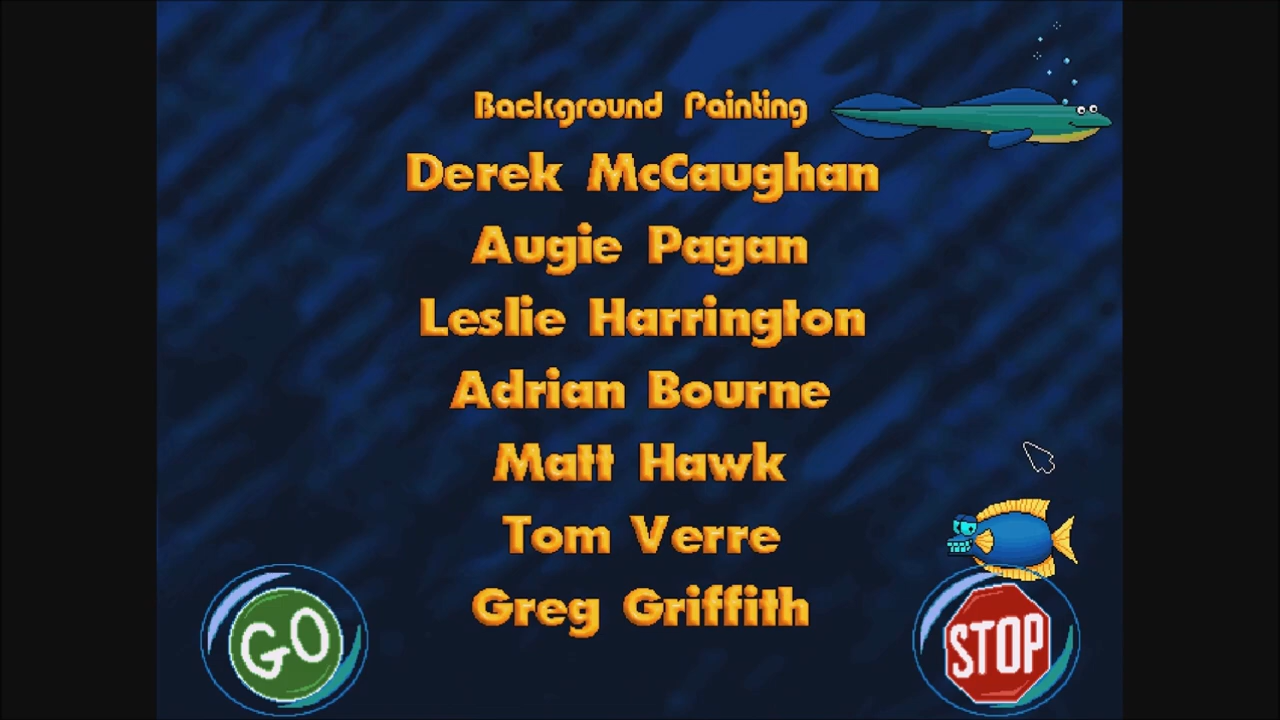 Background Painting
Derek McCaughan
Augie Pagan
Leslie Harrington
Adrian Bourne
Matt Hawk
Tom Verre
Greg Griffith
GO
STOP